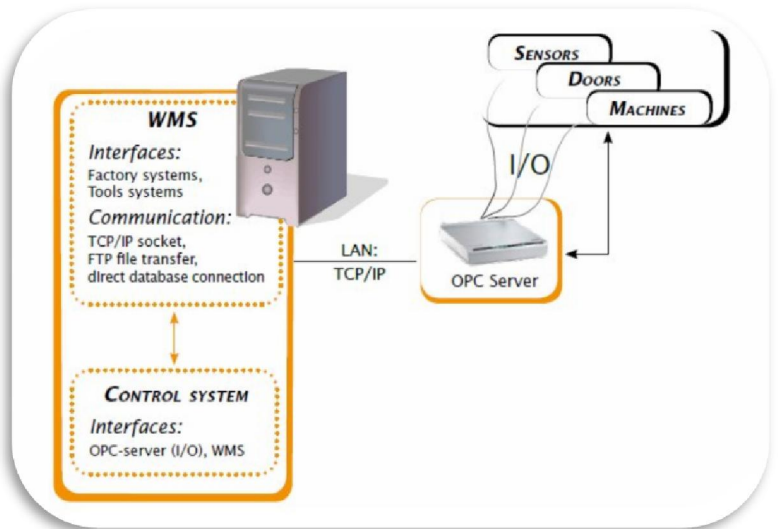 WMS
Interfaces:
Factory systems,
Tools systems
Communication:
TCP/IP socket,
FTP file transfer,
direct database connection
CONTROL SYSTEM
Interfaces:
OPC-server (I/O), WMS
LAN:
TCP/IP
SENSORS
DOORS
MACHINES
I/O
OPC Server